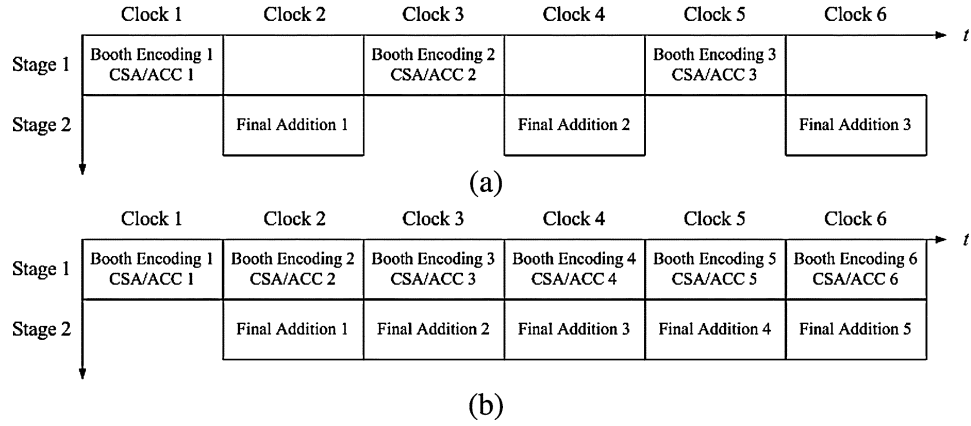 Clock 1 Clock 2 Clock 3 Clock 4 Clock 5 Clock 6
t
Stage 1
Booth Encoding 1 Booth Encoding 2 Booth Encoding 3
CSA/ACC 1 CSA/ACC 2 CSA/ACC 3
Stage 2
Final Addition 1 Final Addition 2 Final Addition 3
(a)
Clock 1 Clock 2 Clock 3 Clock 4 Clock 5 Clock 6
t
Stage 1
Booth Encoding 1 Booth Encoding 2 Booth Encoding 3 Booth Encoding 4 Booth Encoding 5 Booth Encoding 6
CSA/ACC 1 CSA/ACC 2 CSA/ACC 3 CSA/ACC 4 CSA/ACC 5 CSA/ACC 6
Stage 2
Final Addition 1 Final Addition 2 Final Addition 3 Final Addition 4 Final Addition 5
(b)